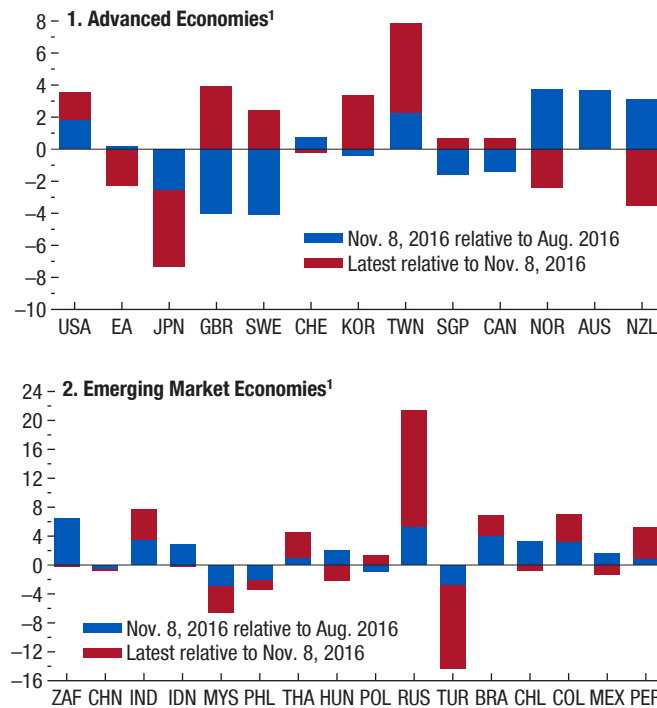 1. Advanced Economies¹
8
6
4
2
0
−2
−4
−6
−8
−10
Nov. 8, 2016 relative to Aug. 2016
Latest relative to Nov. 8, 2016
USA EA JPN GBR SWE CHE KOR TWN SGP CAN NOR AUS NZL
2. Emerging Market Economies¹
24
20
16
12
8
4
0
−4
−8
−12
−16
Nov. 8, 2016 relative to Aug. 2016
Latest relative to Nov. 8, 2016
ZAF CHN IND IDN MYS PHL THA HUN POL RUS TUR BRA CHL COL MEX PER